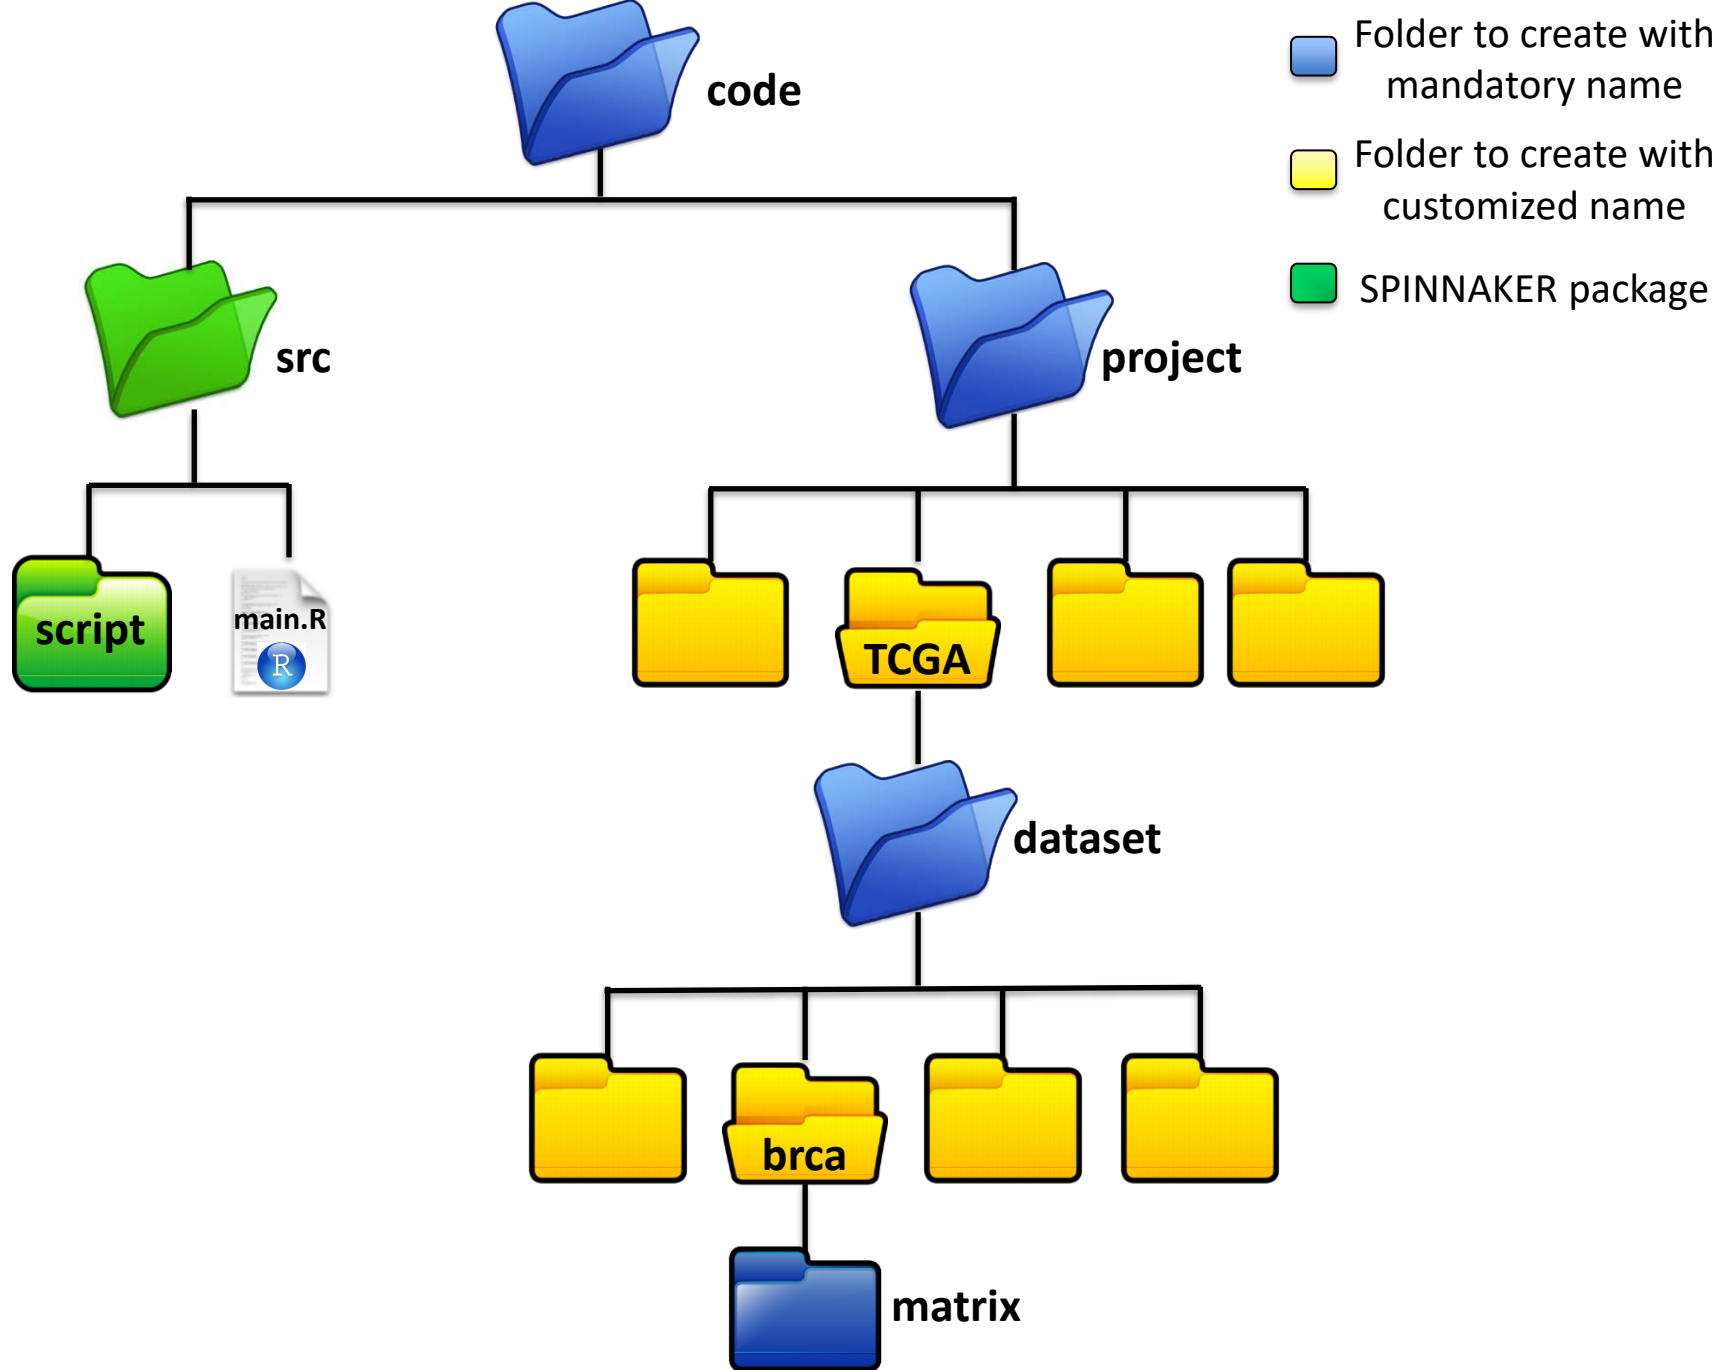 Folder to create with
mandatory name
code
Folder to create with
customized name
SPINNAKER package
src
project
script
main.R
R
TCGA
dataset
brca
matrix